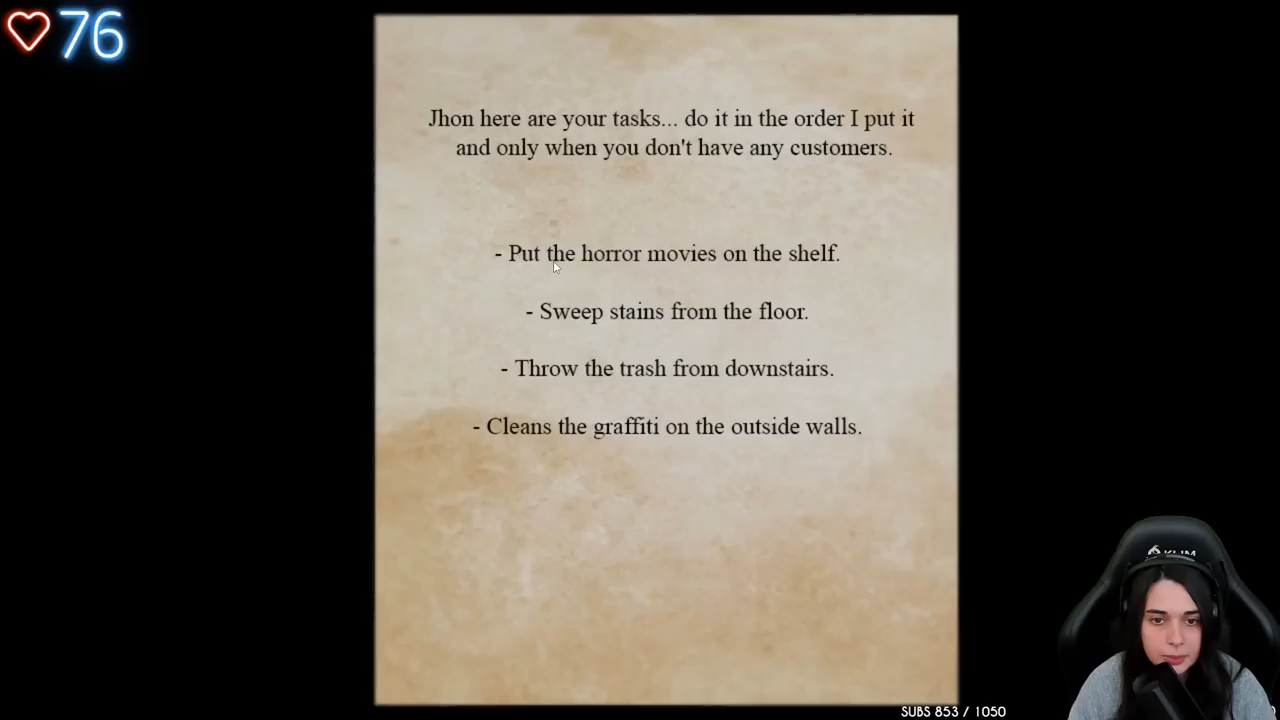 76
Jhon here are your tasks... do it in the order I put it
and only when you don't have any customers.
- Put the horror movies on the shelf.
- Sweep stains from the floor.
- Throw the trash from downstairs.
- Cleans the graffiti on the outside walls.
KLIM
SUBS 853 / 1050